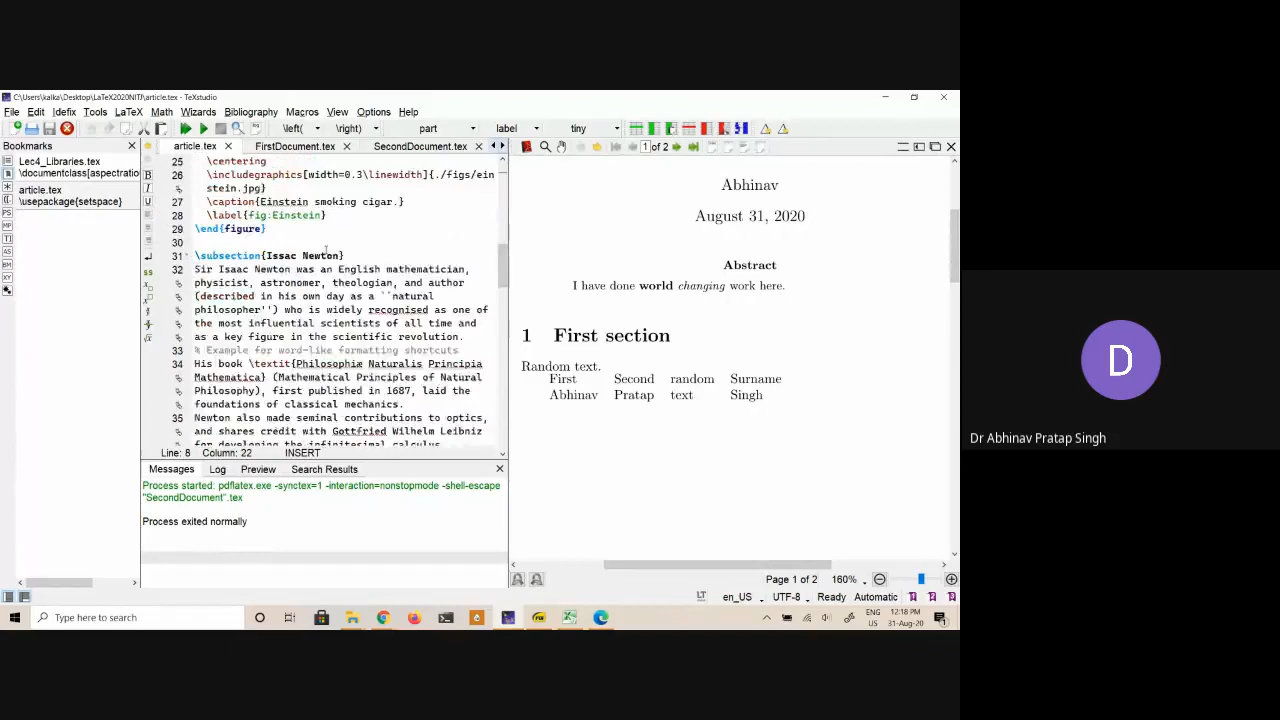 C:\Users\kalka\Desktop\LaTeX2020NITJ\article.tex - TeXstudio
File Edit Idefix Tools LaTeX Math Wizards Bibliography Macros View Options Help
\left( \right) part label tiny
Bookmarks
Lec4_Libraries.tex
\documentclass[aspectratio
article.tex
\usepackage{setspace}
article.tex FirstDocument.tex SecondDocument.tex
25 \centering
26 \includegraphics[width=0.3\linewidth]{./figs/ein
stein.jpg}
27 \caption{Einstein smoking cigar.}
28 \label{fig:Einstein}
29 \end{figure}
30
31 \subsection{Issac Newton}
32 Sir Isaac Newton was an English mathematician,
physicist, astronomer, theologian, and author
(described in his own day as a ``natural
philosopher'') who is widely recognised as one of
the most influential scientists of all time and
as a key figure in the scientific revolution.
33 % Example for word-like formatting shortcuts
34 His book \textit{Philosophiæ Naturalis Principia
Mathematica} (Mathematical Principles of Natural
Philosophy), first published in 1687, laid the
foundations of classical mechanics.
35 Newton also made seminal contributions to optics,
and shares credit with Gottfried Wilhelm Leibniz
for developing the infinitesimal calculus
Line: 8 Column: 22 INSERT
Messages Log Preview Search Results
Process started: pdflatex.exe -synctex=1 -interaction=nonstopmode -shell-escape
"SecondDocument".tex
Process exited normally
1 of 2
Abhinav
August 31, 2020
Abstract
I have done world changing work here.
1 First section
Random text.
First Second random Surname
Abhinav Pratap text Singh
Page 1 of 2 160%
LT en_US UTF-8 Ready Automatic
Type here to search
ENG
US
12:18 PM
31-Aug-20
D
Dr Abhinav Pratap Singh